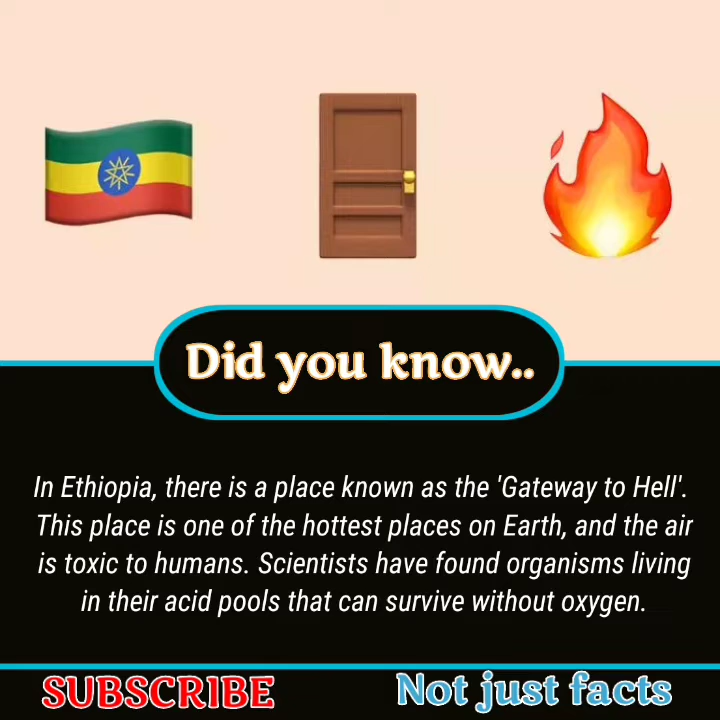 Did you know..
In Ethiopia, there is a place known as the 'Gateway to Hell'.
This place is one of the hottest places on Earth, and the air
is toxic to humans. Scientists have found organisms living
in their acid pools that can survive without oxygen.
SUBSCRIBE
Not just facts